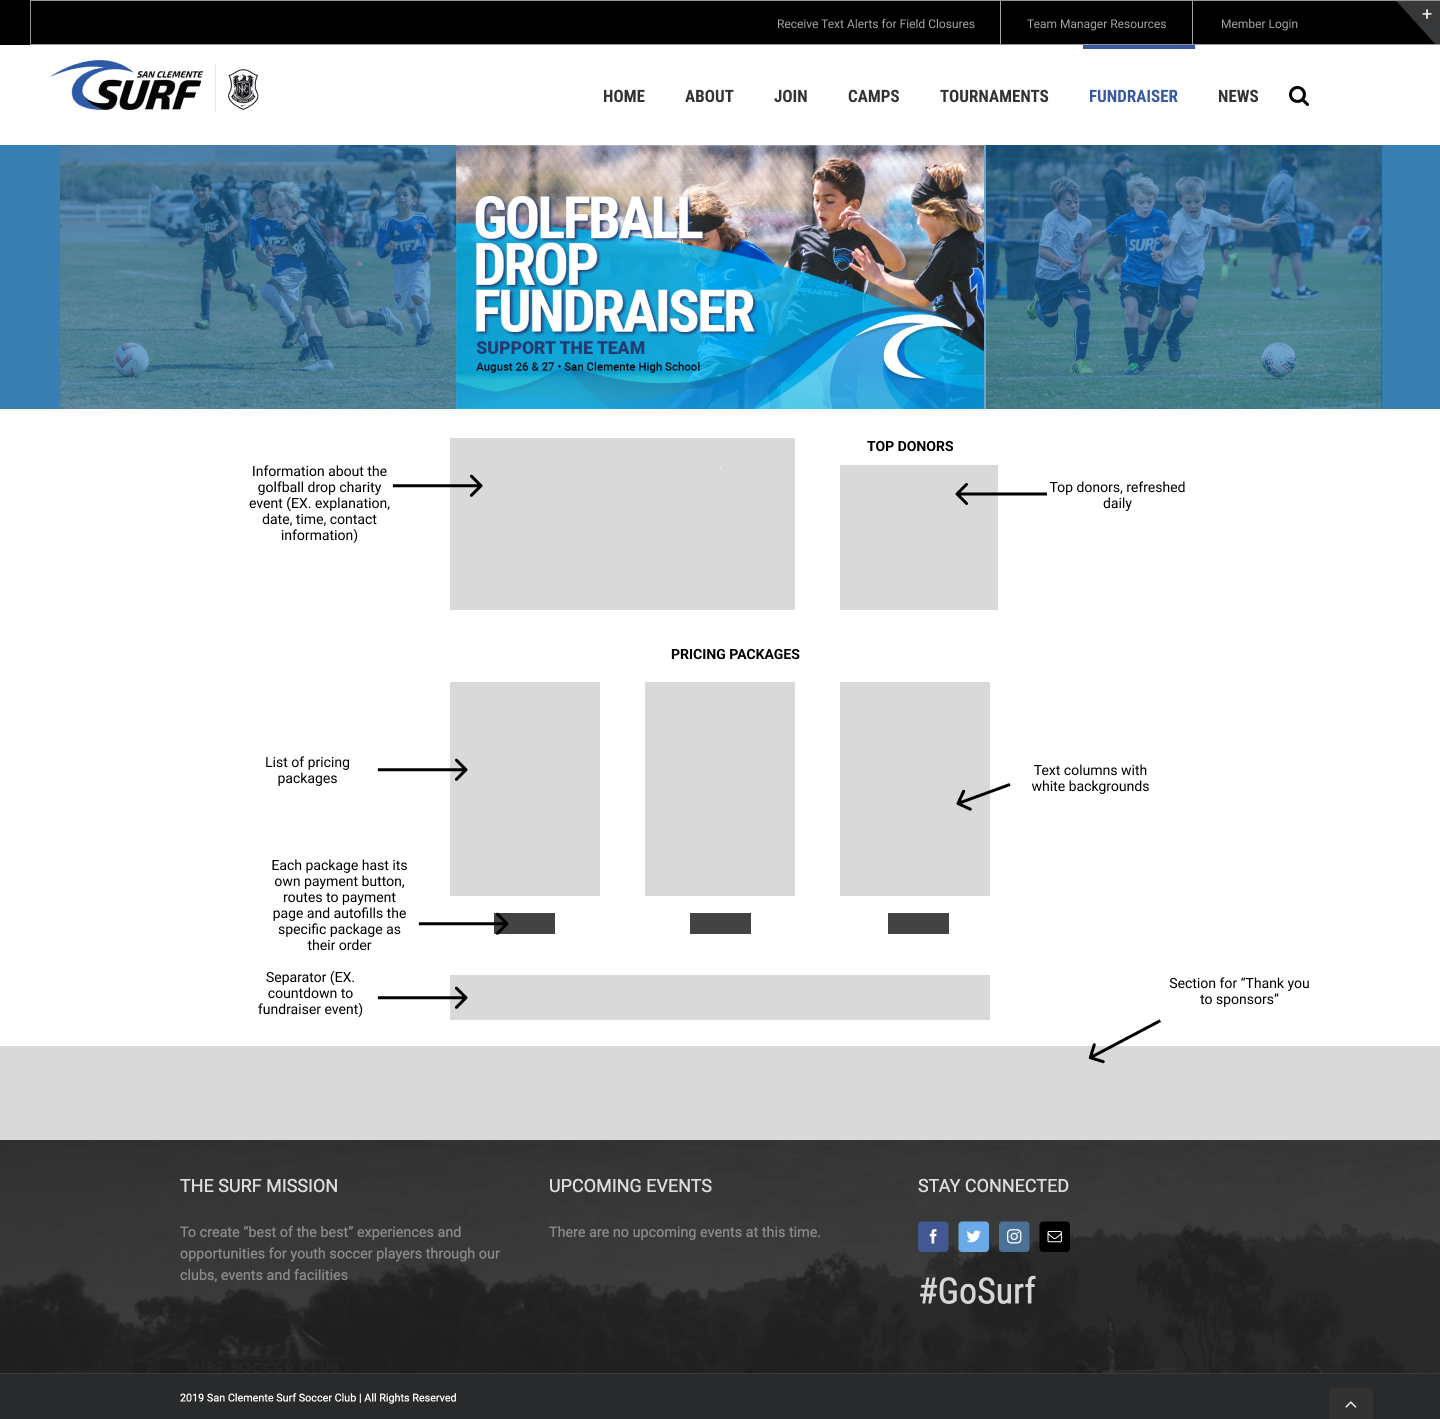 Receive Text Alerts for Field Closures
Team Manager Resources
Member Login
+
SAN CLEMENTE
SURF
HOME
ABOUT
JOIN
CAMPS
TOURNAMENTS
FUNDRAISER
NEWS
GOLFBALL
DROP
FUNDRAISER
SUPPORT THE TEAM
August 26 & 27 • San Clemente High School
SURF
Information about the
golfball drop charity
event (EX. explanation,
date, time, contact
information)
TOP DONORS
Top donors, refreshed
daily
PRICING PACKAGES
List of pricing
packages
Text columns with
white backgrounds
Each package hast its
own payment button,
routes to payment
page and autofills the
specific package as
their order
Separator (EX.
countdown to
fundraiser event)
Section for “Thank you
to sponsors”
THE SURF MISSION
To create “best of the best” experiences and
opportunities for youth soccer players through our
clubs, events and facilities
UPCOMING EVENTS
There are no upcoming events at this time.
STAY CONNECTED
#GoSurf
2019 San Clemente Surf Soccer Club | All Rights Reserved